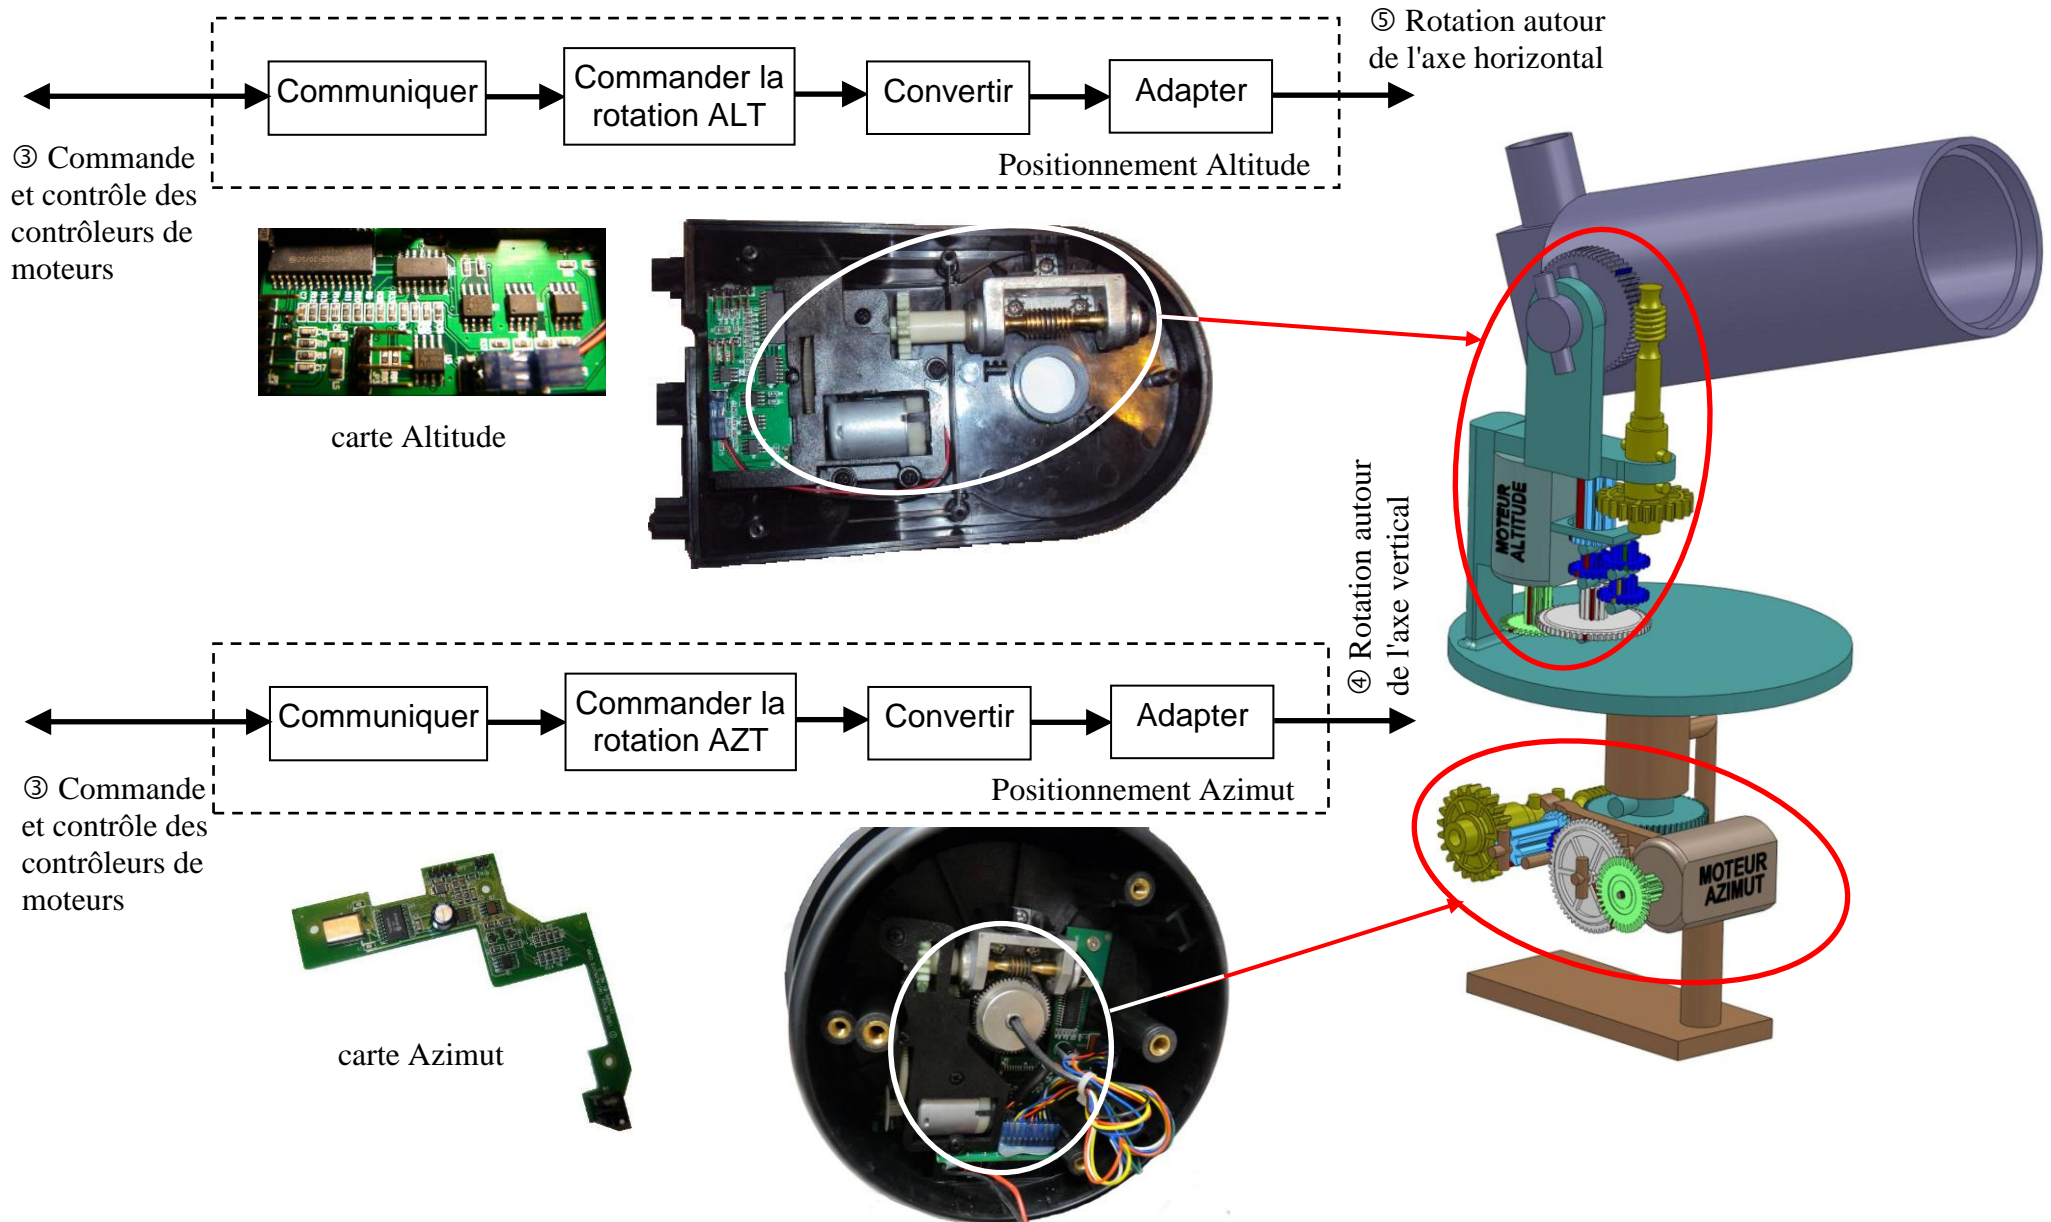 ⑤ Rotation autour
de l'axe horizontal
Communiquer
Commander la
rotation ALT
Convertir
Adapter
Positionnement Altitude
③ Commande
et contrôle des
contrôleurs de
moteurs
carte Altitude
MOTEUR
ALTITUDE
④ Rotation autour
de l'axe vertical
Communiquer
Commander la
rotation AZT
Convertir
Adapter
Positionnement Azimut
③ Commande
et contrôle des
contrôleurs de
moteurs
carte Azimut
MOTEUR
AZIMUT